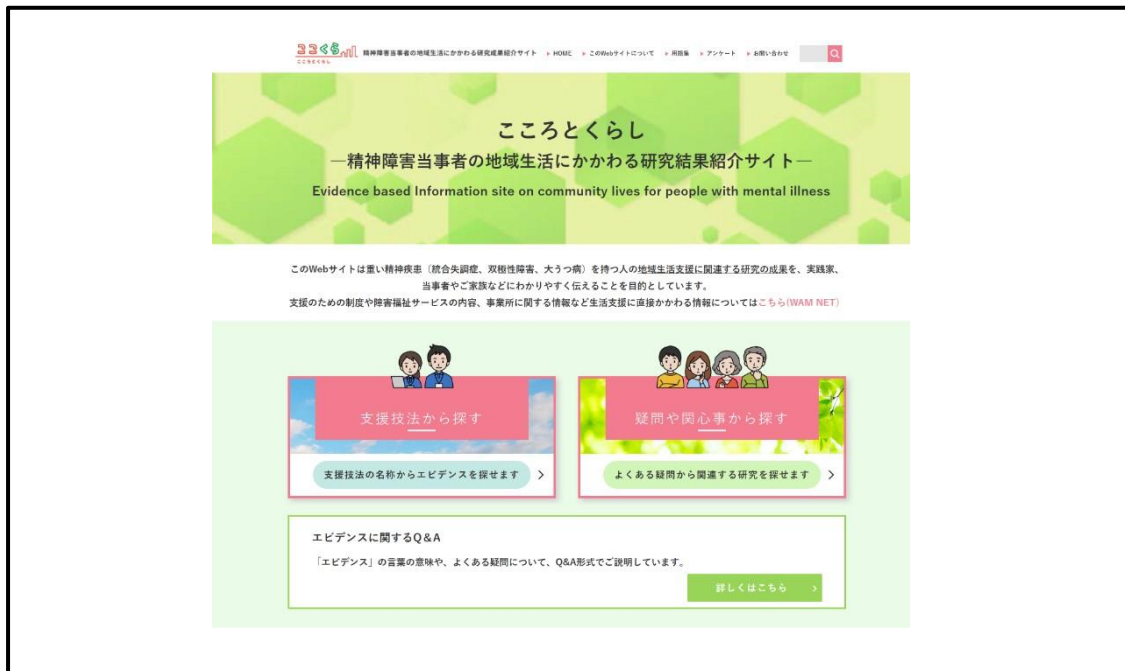 ココくら
こころとくらし
精神障害当事者の地域生活にかかわる研究成果紹介サイト
HOME
このWebサイトについて
用語集
アンケート
お問い合わせ
こころとくらし
―精神障害当事者の地域生活にかかわる研究結果紹介サイト―
Evidence based Information site on community lives for people with mental illness
このWebサイトは重い精神疾患（統合失調症、双極性障害、大うつ病）を持つ人の地域生活支援に関連する研究の成果を、実践家、
当事者やご家族などにわかりやすく伝えることを目的としています。
支援のための制度や障害福祉サービスの内容、事業所に関する情報など生活支援に直接かかわる情報についてはこちら(WAM NET)
支援技法から探す
支援技法の名称からエビデンスを探せます
疑問や関心事から探す
よくある疑問から関連する研究を探せます
エビデンスに関するQ&A
「エビデンス」の言葉の意味や、よくある疑問について、Q&A形式でご説明しています。
詳しくはこちら